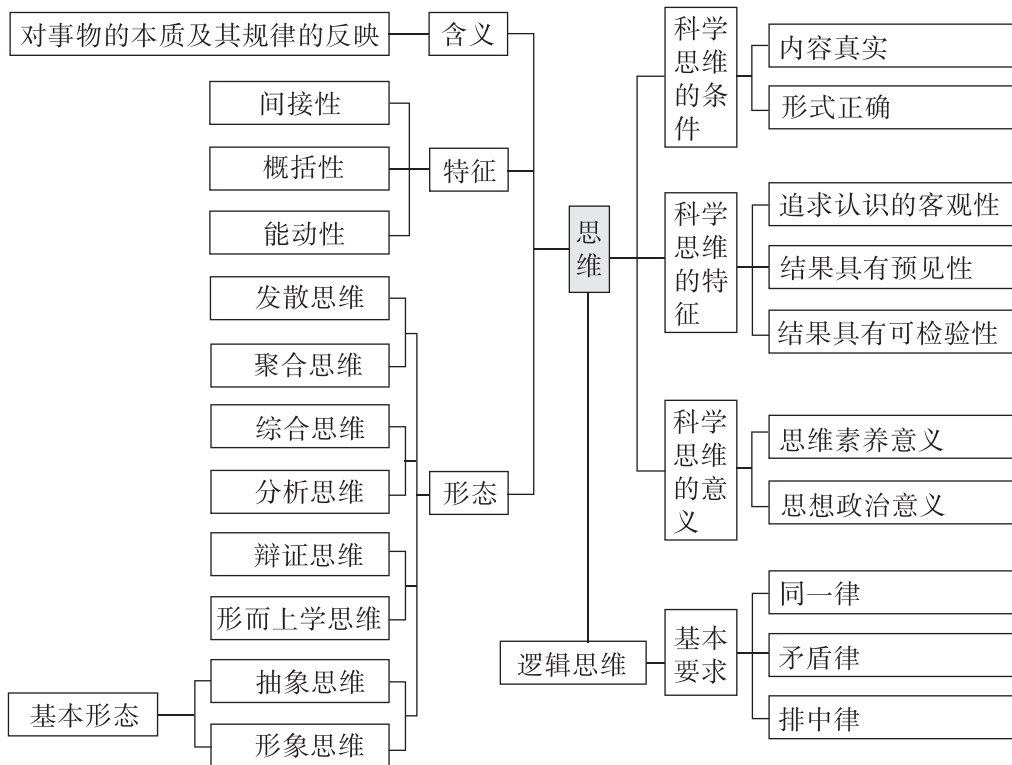 对事物的本质及其规律的反映
含义
间接性
概括性
能动性
特征
发散思维
聚合思维
综合思维
分析思维
辩证思维
形而上学思维
抽象思维
形象思维
形态
基本形态
思
维
科学
思维
的条
件
内容真实
形式正确
科学
思维
的特
征
追求认识的客观性
结果具有预见性
结果具有可检验性
科学
思维
的意
义
思维素养意义
思想政治意义
逻辑思维
基本
要求
同一律
矛盾律
排中律